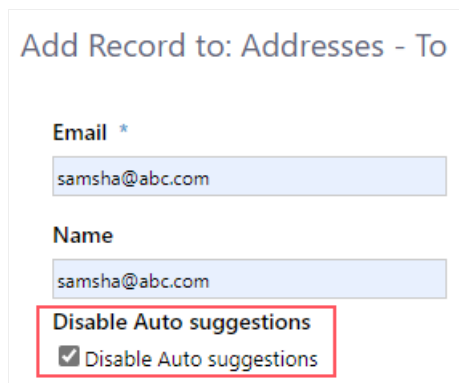 Add Record to: Addresses - To
Email *
samsha@abc.com
Name
samsha@abc.com
Disable Auto suggestions
Disable Auto suggestions